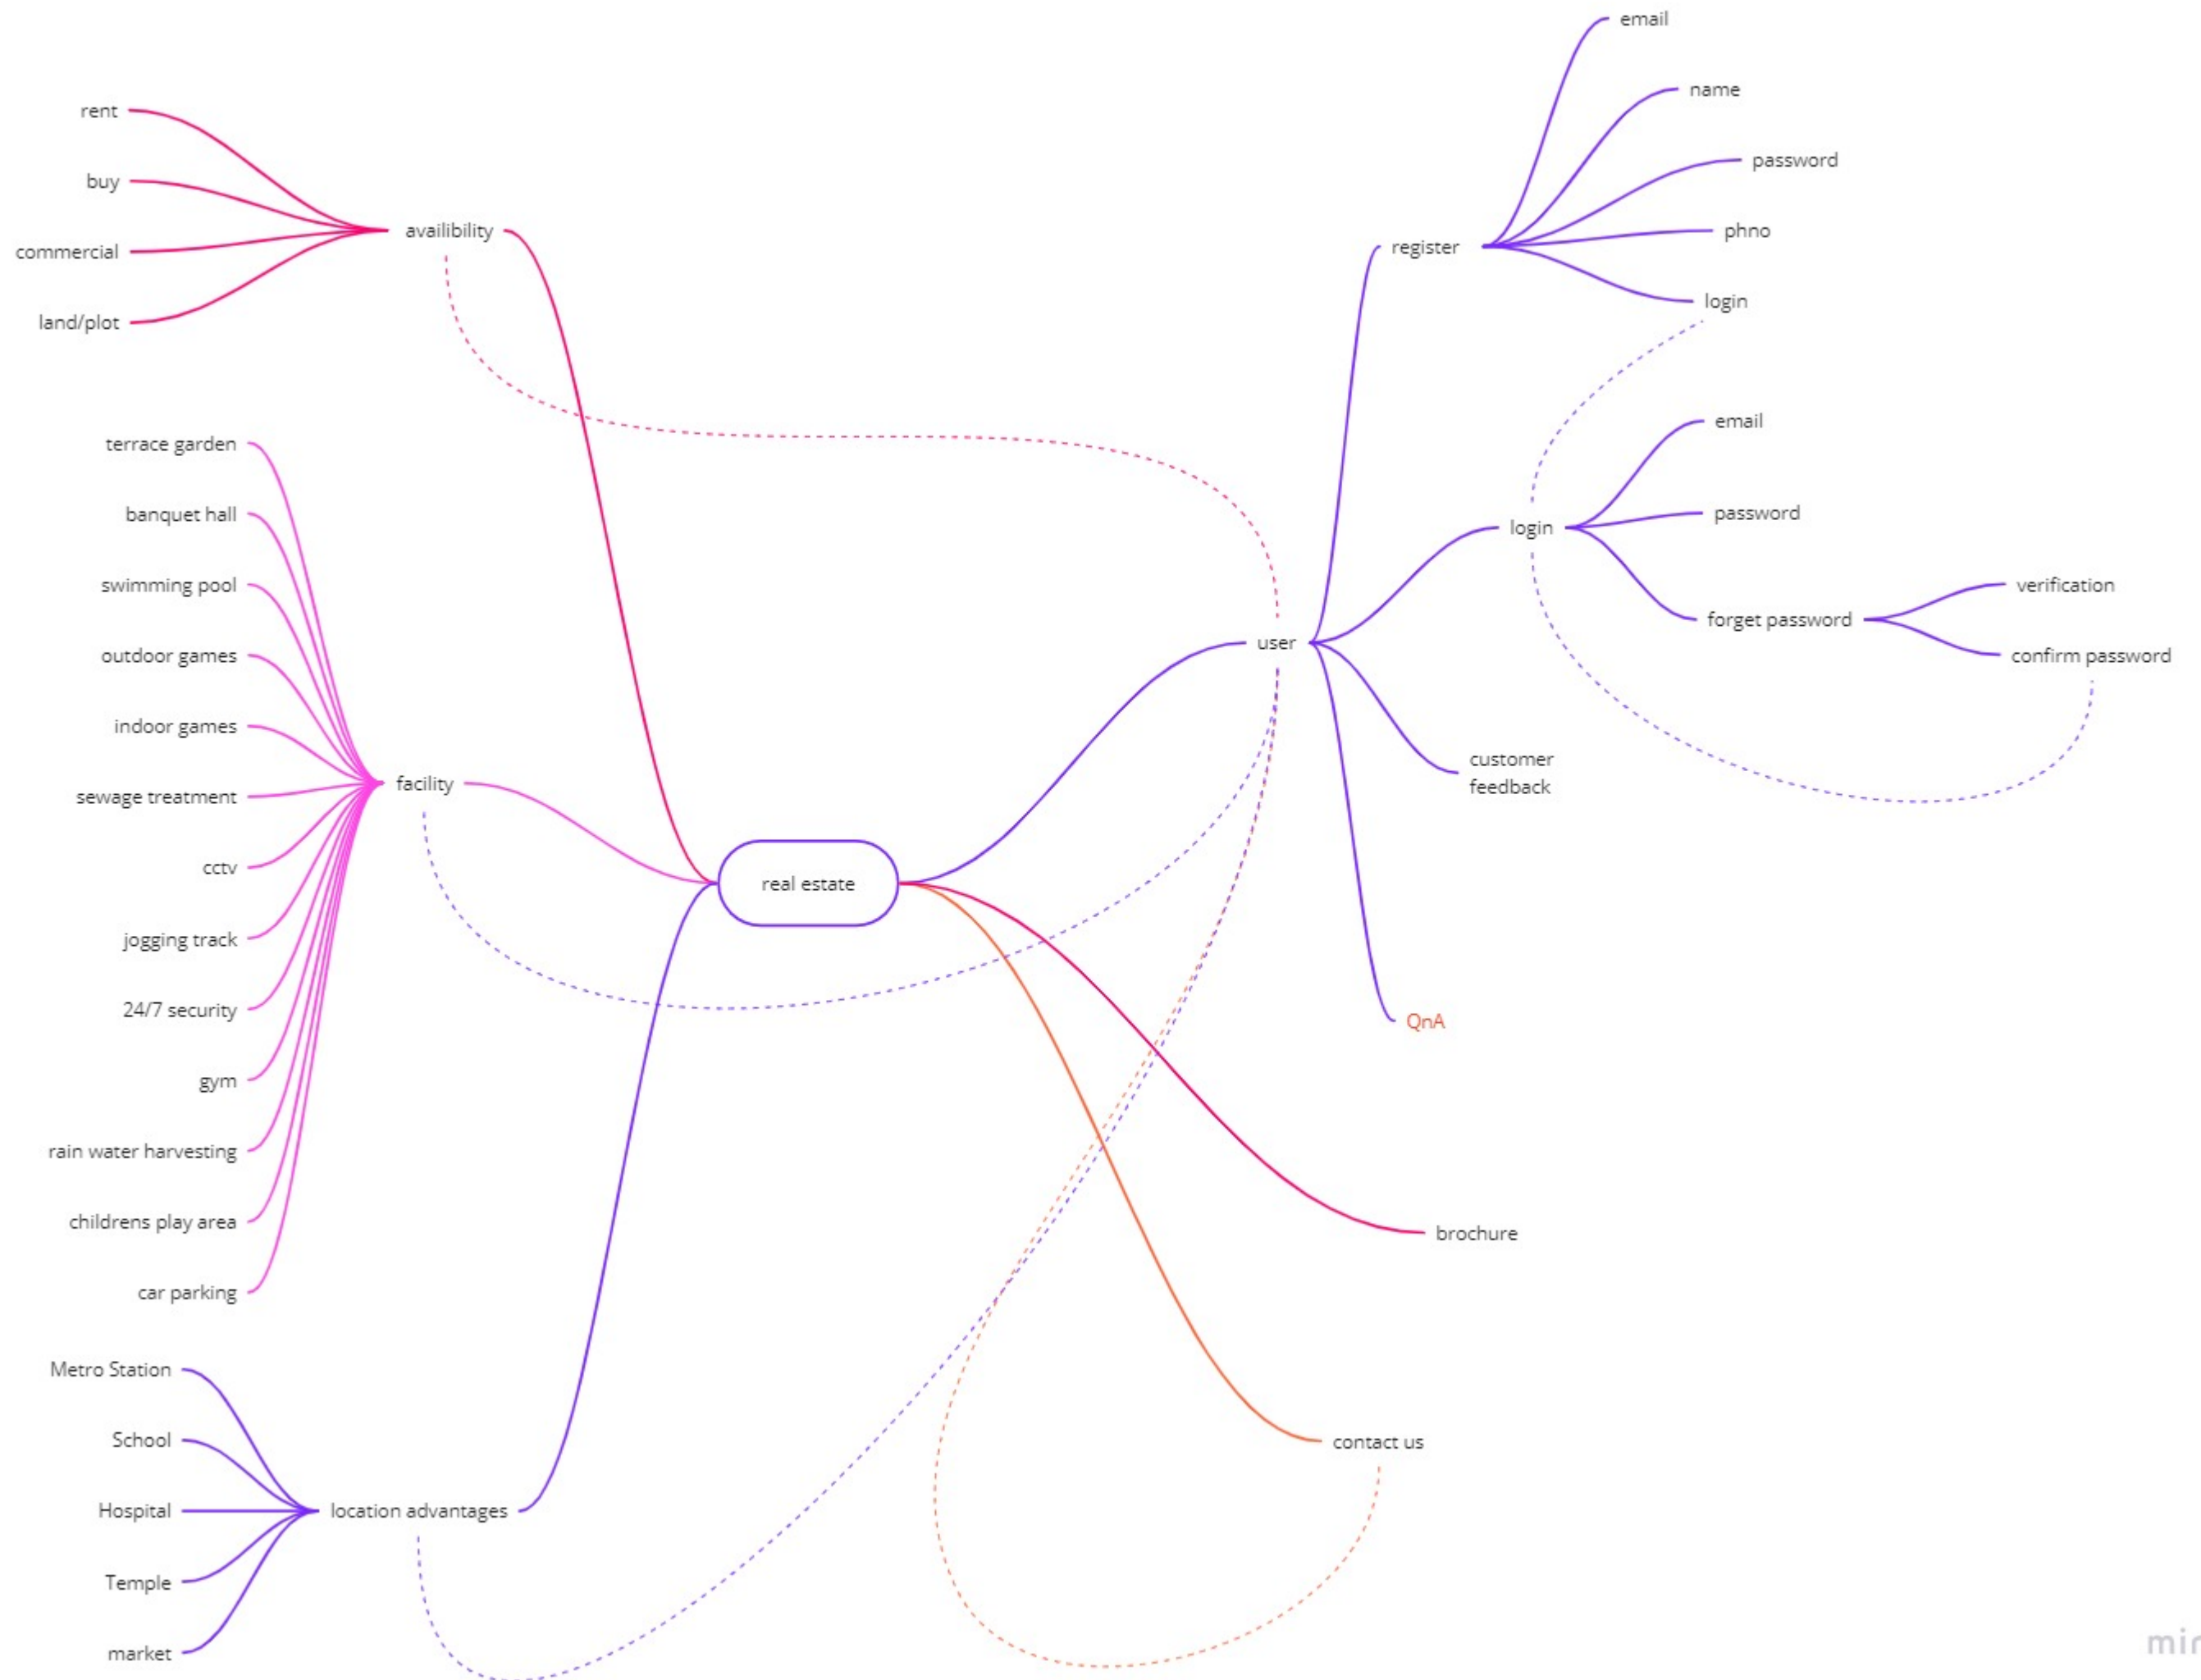 rent
buy
commercial
land/plot
availibility
terrace garden
banquet hall
swimming pool
outdoor games
indoor games
sewage treatment
cctv
jogging track
24/7 security
gym
rain water harvesting
childrens play area
car parking
facility
Metro Station
School
Hospital
Temple
market
location advantages
real estate
user
register
email
name
password
phno
login
login
email
password
forget password
verification
confirm password
customer
feedback
QnA
brochure
contact us